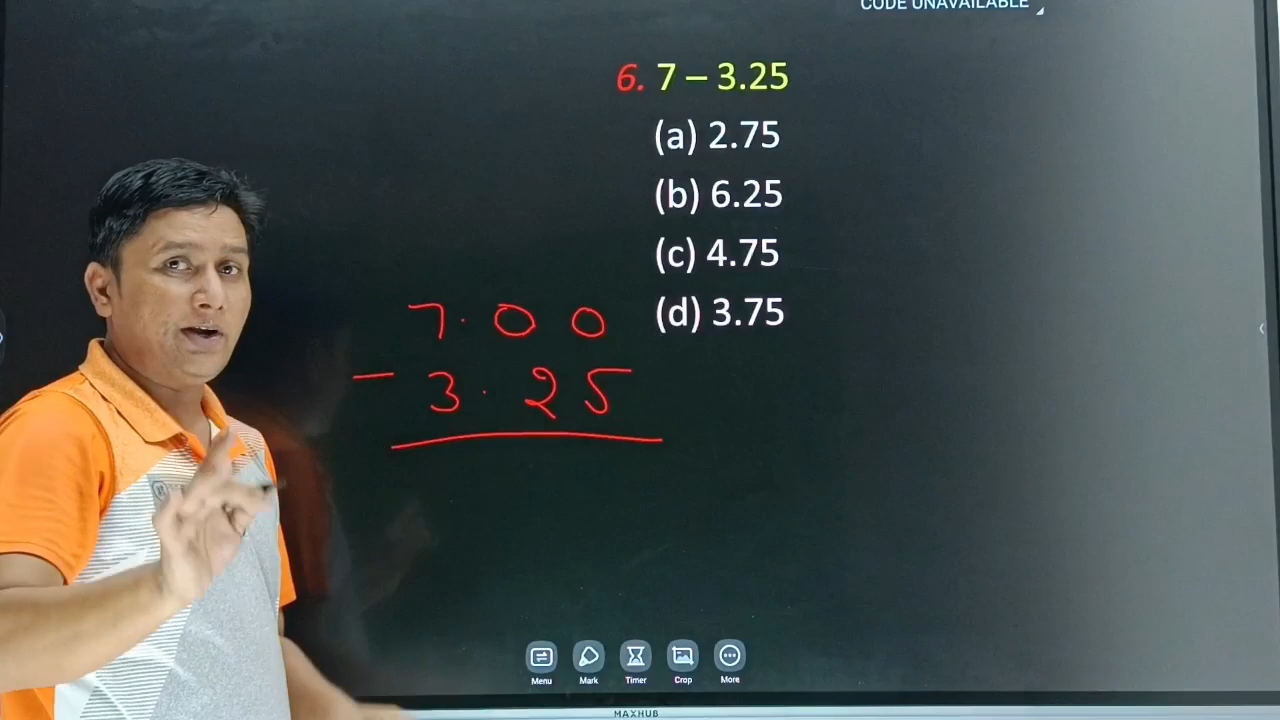 CODE UNAVAILABLE
6. 7 – 3.25
(a) 2.75
(b) 6.25
(c) 4.75
(d) 3.75
7.00
- 3.25
Menu Mark Timer Crop More
MAXHUB